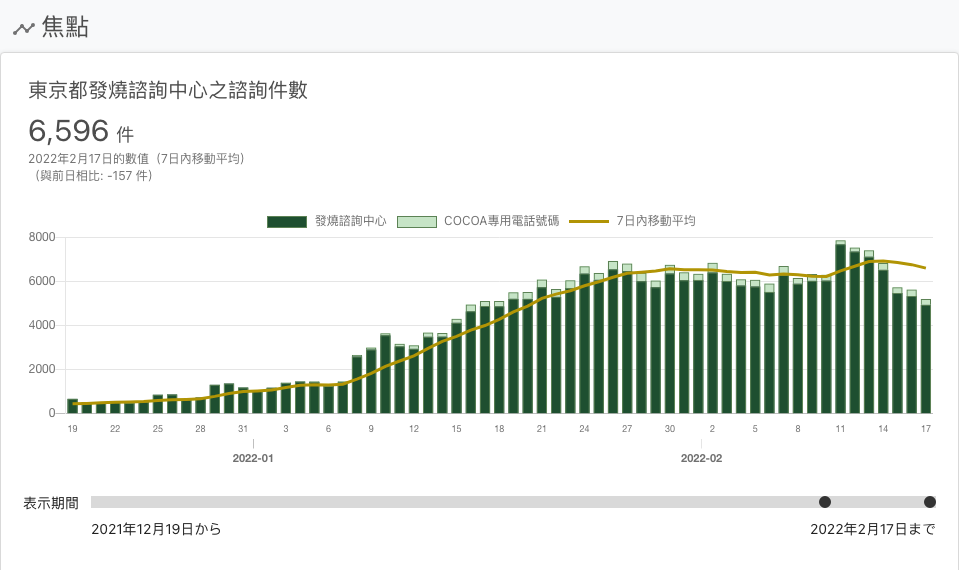 焦點
東京都發燒諮詢中心之諮詢件數
6,596 件
2022年2月17日的數值（7日內移動平均）
（與前日相比: -157 件）
發燒諮詢中心 COCOA專用電話號碼 7日內移動平均
8000
6000
4000
2000
0
19 22 25 28 31 3 6 9 12 15 18 21 24 27 30 2 5 8 11 14 17
2022-01 2022-02
表示期間
2021年12月19日から 2022年2月17日まで